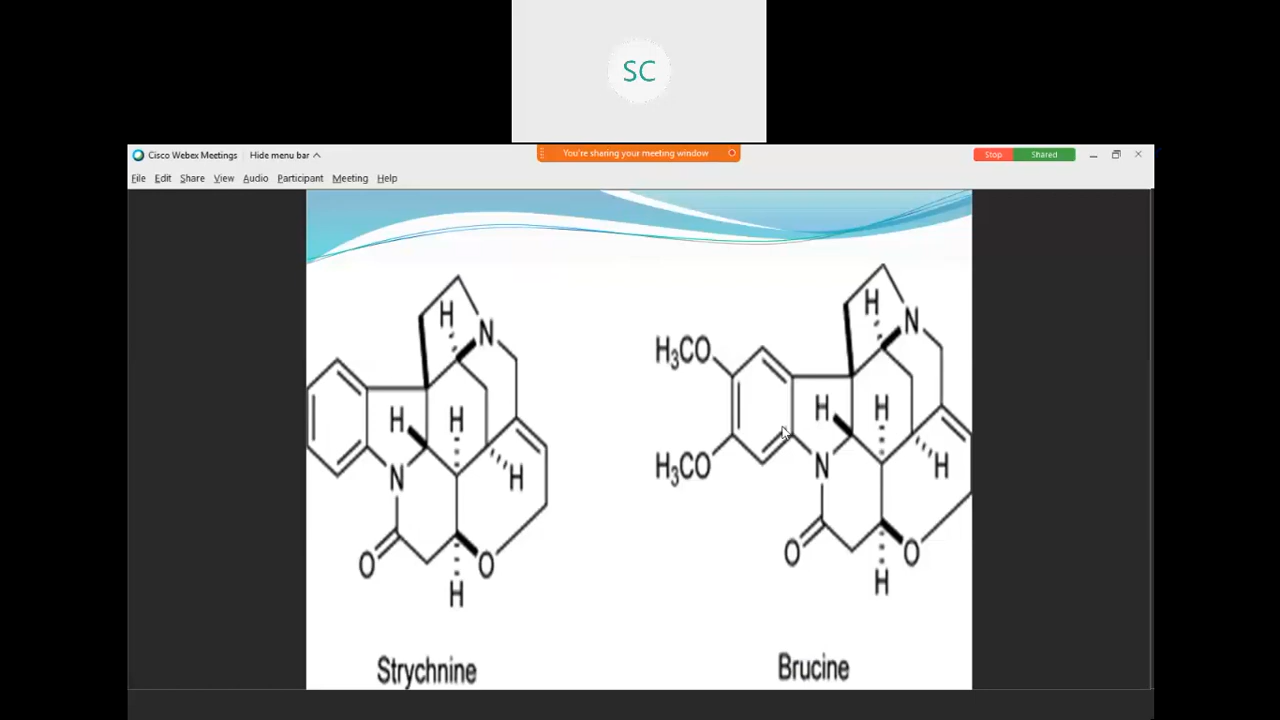 SC
Cisco Webex Meetings Hide menu bar You're sharing your meeting window Stop Shared
File Edit Share View Audio Participant Meeting Help
H N H N
H₃CO
H H H H
H₃CO
N H N H
O O O O
H H
Strychnine Brucine